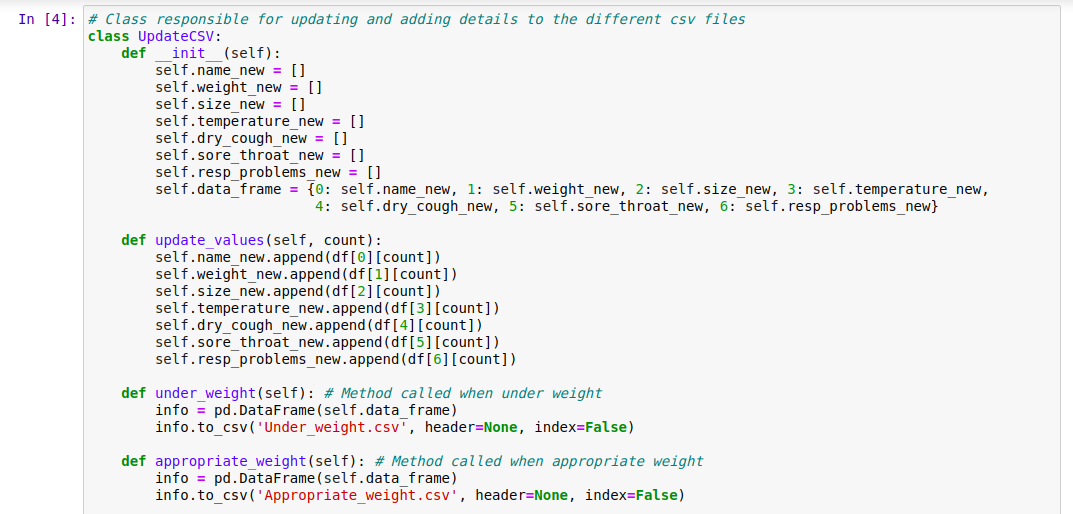 In [4]: # Class responsible for updating and adding details to the different csv files
class UpdateCSV:
    def __init__(self):
        self.name_new = []
        self.weight_new = []
        self.size_new = []
        self.temperature_new = []
        self.dry_cough_new = []
        self.sore_throat_new = []
        self.resp_problems_new = []
        self.data_frame = {0: self.name_new, 1: self.weight_new, 2: self.size_new, 3: self.temperature_new,
                           4: self.dry_cough_new, 5: self.sore_throat_new, 6: self.resp_problems_new}

    def update_values(self, count):
        self.name_new.append(df[0][count])
        self.weight_new.append(df[1][count])
        self.size_new.append(df[2][count])
        self.temperature_new.append(df[3][count])
        self.dry_cough_new.append(df[4][count])
        self.sore_throat_new.append(df[5][count])
        self.resp_problems_new.append(df[6][count])

    def under_weight(self): # Method called when under weight
        info = pd.DataFrame(self.data_frame)
        info.to_csv('Under_weight.csv', header=None, index=False)

    def appropriate_weight(self): # Method called when appropriate weight
        info = pd.DataFrame(self.data_frame)
        info.to_csv('Appropriate_weight.csv', header=None, index=False)